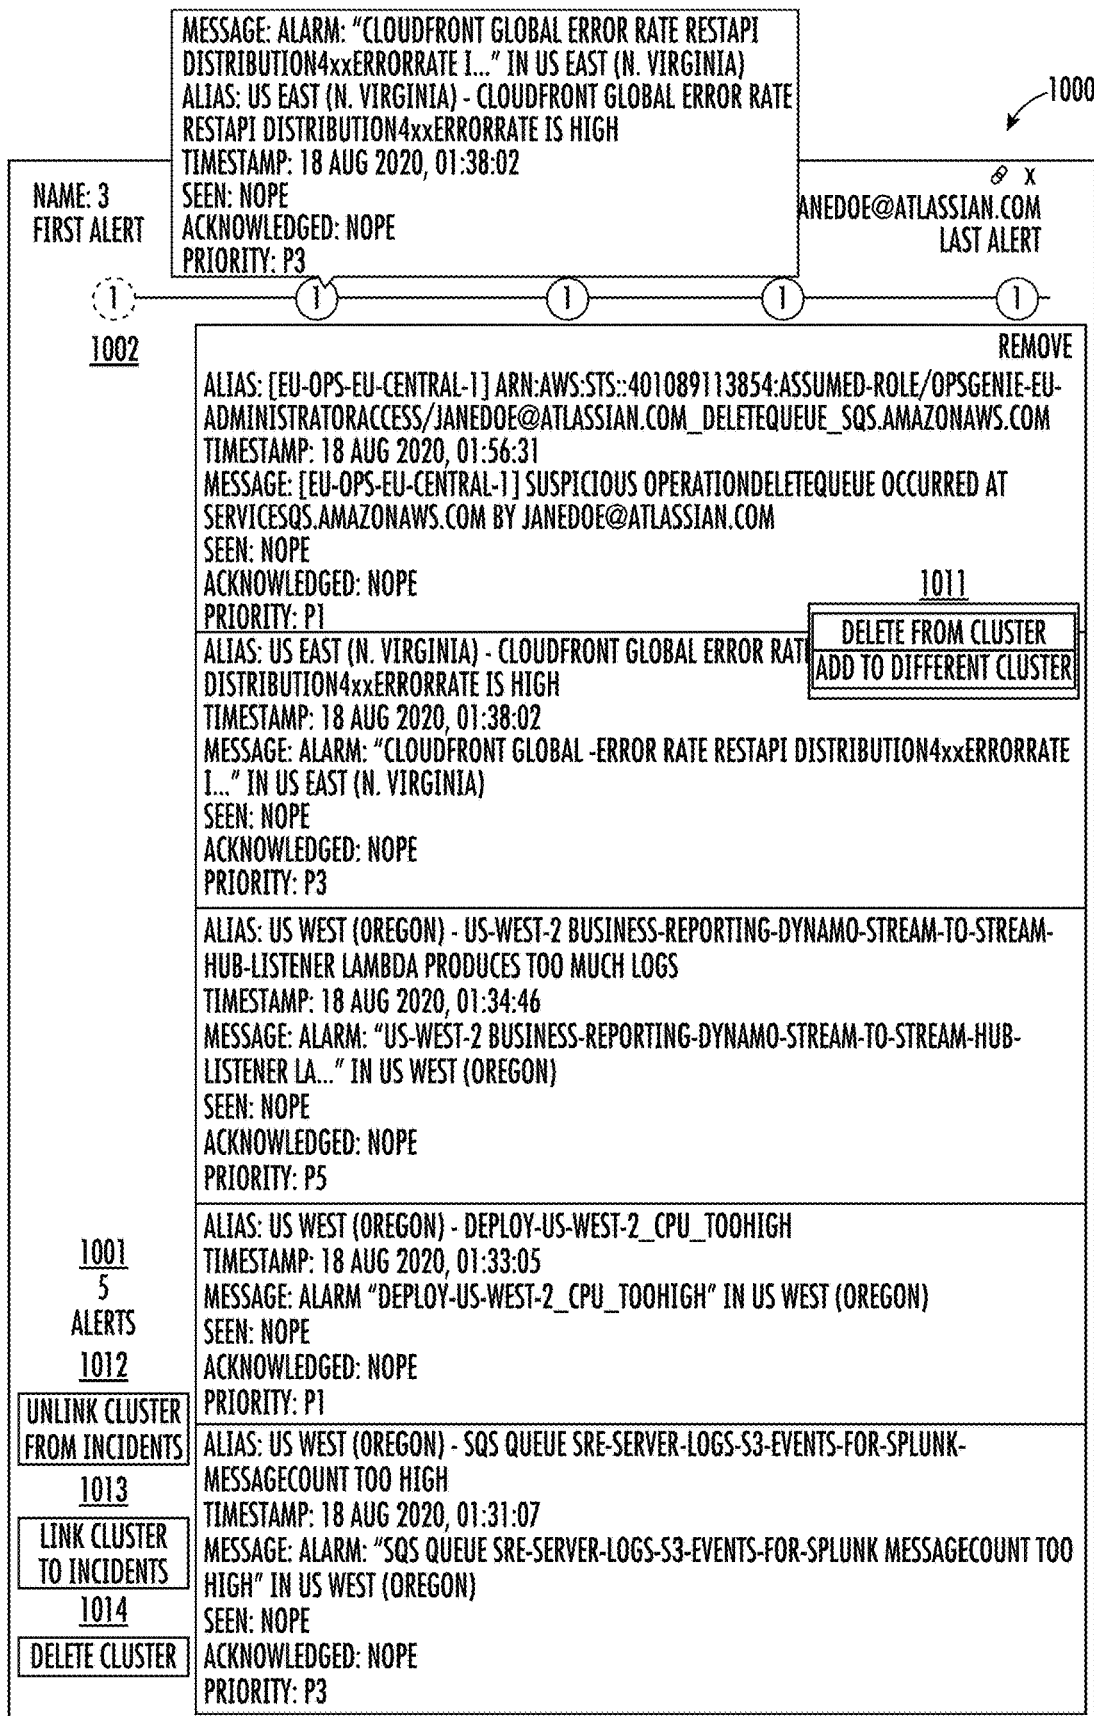 MESSAGE: ALARM: “CLOUDFRONT GLOBAL ERROR RATE RESTAPI
DISTRIBUTION4xxERRORRATE I...” IN US EAST (N. VIRGINIA)
ALIAS: US EAST (N. VIRGINIA) - CLOUDFRONT GLOBAL ERROR RATE
RESTAPI DISTRIBUTION4xxERRORRATE IS HIGH
TIMESTAMP: 18 AUG 2020, 01:38:02
SEEN: NOPE
ACKNOWLEDGED: NOPE
PRIORITY: P3
1000
X
NAME: 3
FIRST ALERT
ANEDOE@ATLASSIAN.COM
LAST ALERT
1 1 1 1 1
1002
REMOVE
ALIAS: [EU-OPS-EU-CENTRAL-1] ARN:AWS:STS::401089113854:ASSUMED-ROLE/OPSGENIE-EU-
ADMINISTRATORACCESS/JANEDOE@ATLASSIAN.COM_DELETEQUEUE_SQS.AMAZONAWS.COM
TIMESTAMP: 18 AUG 2020, 01:56:31
MESSAGE: [EU-OPS-EU-CENTRAL-1] SUSPICIOUS OPERATIONDELETEQUEUE OCCURRED AT
SERVICESQS.AMAZONAWS.COM BY JANEDOE@ATLASSIAN.COM
SEEN: NOPE
ACKNOWLEDGED: NOPE
PRIORITY: P1
1011
DELETE FROM CLUSTER
ADD TO DIFFERENT CLUSTER
ALIAS: US EAST (N. VIRGINIA) - CLOUDFRONT GLOBAL ERROR RATE
DISTRIBUTION4xxERRORRATE IS HIGH
TIMESTAMP: 18 AUG 2020, 01:38:02
MESSAGE: ALARM: “CLOUDFRONT GLOBAL -ERROR RATE RESTAPI DISTRIBUTION4xxERRORRATE
I...” IN US EAST (N. VIRGINIA)
SEEN: NOPE
ACKNOWLEDGED: NOPE
PRIORITY: P3
ALIAS: US WEST (OREGON) - US-WEST-2 BUSINESS-REPORTING-DYNAMO-STREAM-TO-STREAM-
HUB-LISTENER LAMBDA PRODUCES TOO MUCH LOGS
TIMESTAMP: 18 AUG 2020, 01:34:46
MESSAGE: ALARM: “US-WEST-2 BUSINESS-REPORTING-DYNAMO-STREAM-TO-STREAM-HUB-
LISTENER LA...” IN US WEST (OREGON)
SEEN: NOPE
ACKNOWLEDGED: NOPE
PRIORITY: P5
ALIAS: US WEST (OREGON) - DEPLOY-US-WEST-2_CPU_TOOHIGH
TIMESTAMP: 18 AUG 2020, 01:33:05
MESSAGE: ALARM “DEPLOY-US-WEST-2_CPU_TOOHIGH” IN US WEST (OREGON)
SEEN: NOPE
ACKNOWLEDGED: NOPE
PRIORITY: P1
ALIAS: US WEST (OREGON) - SQS QUEUE SRE-SERVER-LOGS-S3-EVENTS-FOR-SPLUNK-
MESSAGECOUNT TOO HIGH
TIMESTAMP: 18 AUG 2020, 01:31:07
MESSAGE: ALARM: “SQS QUEUE SRE-SERVER-LOGS-S3-EVENTS-FOR-SPLUNK MESSAGECOUNT TOO
HIGH” IN US WEST (OREGON)
SEEN: NOPE
ACKNOWLEDGED: NOPE
PRIORITY: P3
1001
5
ALERTS
1012
UNLINK CLUSTER
FROM INCIDENTS
1013
LINK CLUSTER
TO INCIDENTS
1014
DELETE CLUSTER